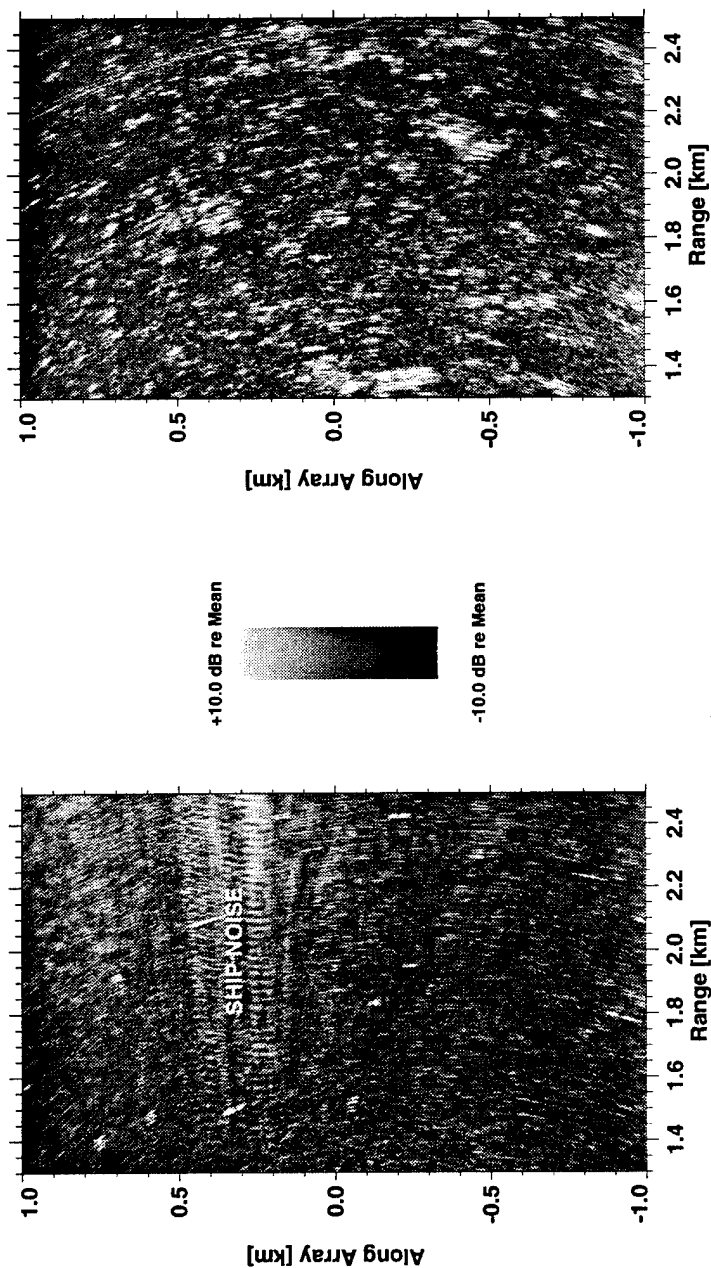 1.0
0.5
0.0
-0.5
-1.0
Along Array [km]
1.4 1.6 1.8 2.0 2.2 2.4
Range [km]
SHIP NOISE
+10.0 dB re Mean
-10.0 dB re Mean
1.0
0.5
0.0
-0.5
-1.0
Along Array [km]
1.4 1.6 1.8 2.0 2.2 2.4
Range [km]